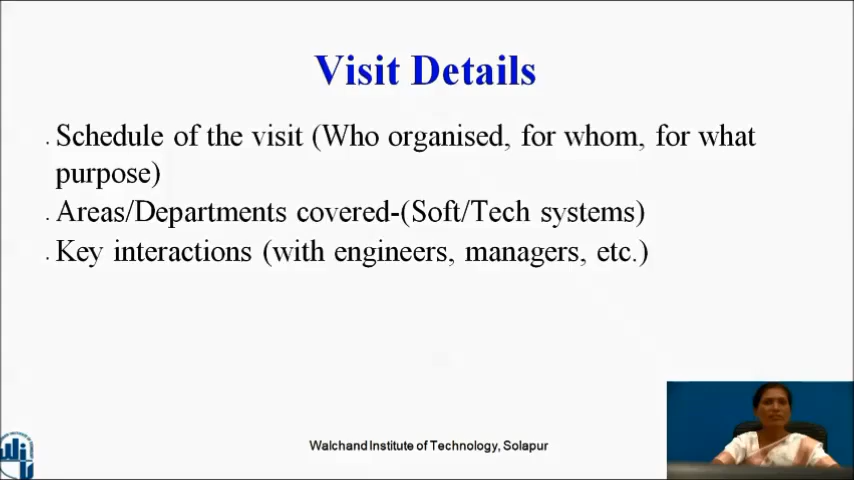 Visit Details
Schedule of the visit (Who organised, for whom, for what
purpose)
Areas/Departments covered-(Soft/Tech systems)
Key interactions (with engineers, managers, etc.)
Walchand Institute of Technology, Solapur